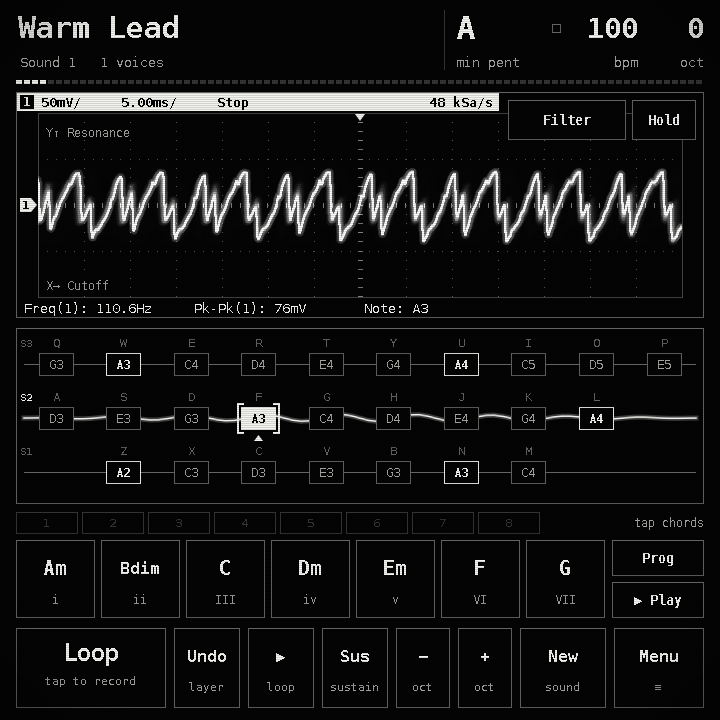 Warm Lead
Sound 1 1 voices
A 100 0
min pent bpm oct
1 50mV/ 5.00ms/ Stop 48 kSa/s
Filter Hold
Y↑ Resonance
1
X→ Cutoff
Freq(1): 110.6Hz Pk-Pk(1): 76mV Note: A3
S3 Q W E R T Y U I O P
G3 A3 C4 D4 E4 G4 A4 C5 D5 E5
S2 A S D F G H J K L
D3 E3 G3 A3 C4 D4 E4 G4 A4
S1 Z X C V B N M
A2 C3 D3 E3 G3 A3 C4
1 2 3 4 5 6 7 8 tap chords
Am Bdim C Dm Em F G
i ii III iv v VI VII
Prog
▶ Play
Loop Undo ▶ Sus − + New Menu
tap to record layer loop sustain oct oct sound ≡